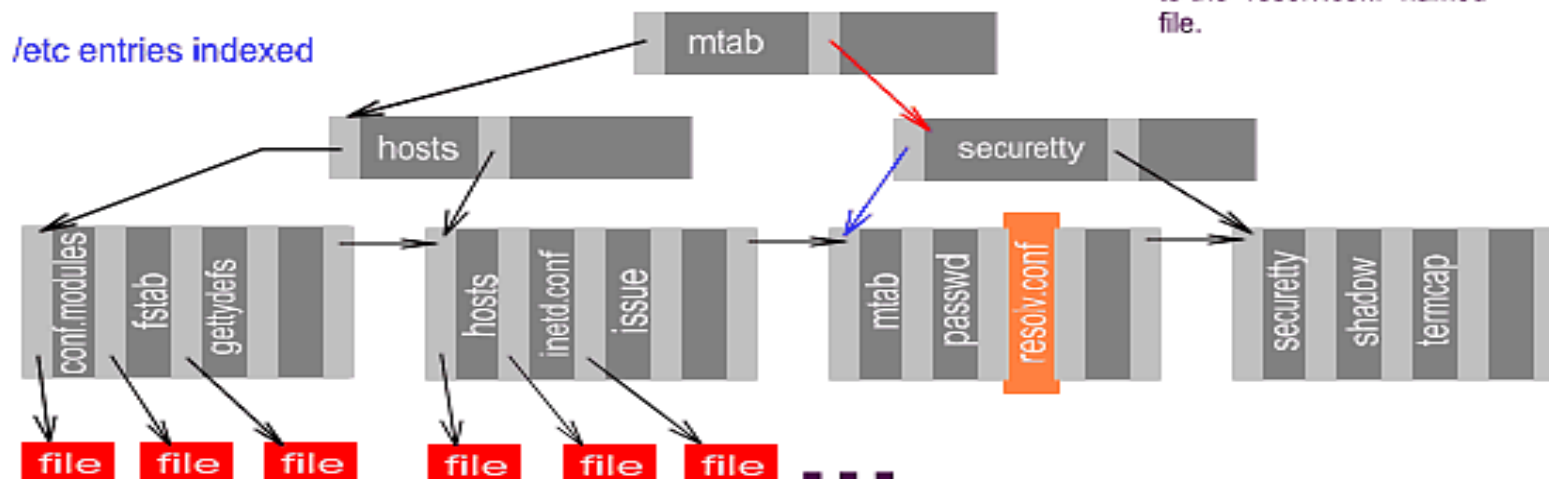 file.
/etc entries indexed
mtab
hosts
securetty
conf.modules
fstab
gettydefs
hosts
inetd.conf
issue
mtab
passwd
resolv.conf
securetty
shadow
termcap
file
file
file
file
file
file